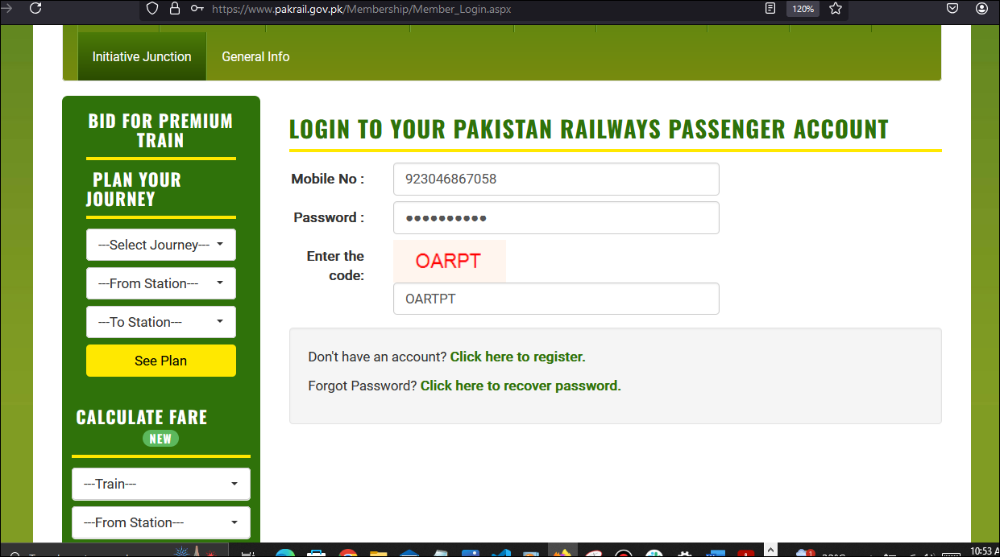 https://www.pakrail.gov.pk/Membership/Member_Login.aspx
120%
Initiative Junction
General Info
BID FOR PREMIUM
TRAIN
PLAN YOUR
JOURNEY
---Select Journey---
---From Station---
---To Station---
See Plan
CALCULATE FARE
NEW
---Train---
---From Station---
LOGIN TO YOUR PAKISTAN RAILWAYS PASSENGER ACCOUNT
Mobile No :
923046867058
Password :
Enter the
code:
OARPT
OARTPT
Don't have an account? Click here to register.
Forgot Password? Click here to recover password.
10:53